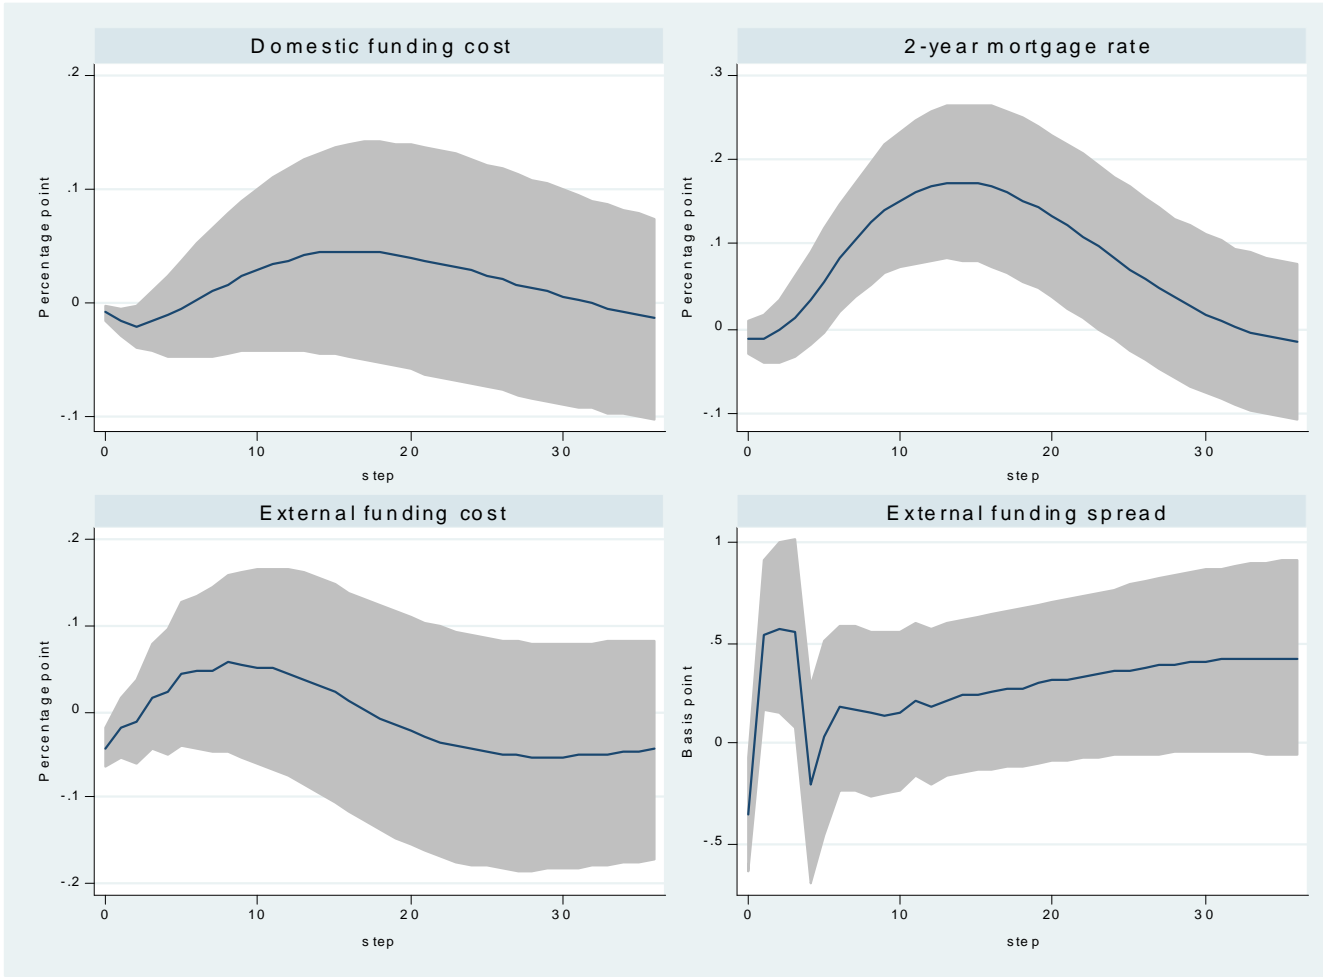 Domestic funding cost
.2
.1
0
-.1
Percentage point
0
10
20
30
step
2-year mortgage rate
.3
.2
.1
0
-.1
Percentage point
0
10
20
30
step
External funding cost
.2
.1
0
-.1
-.2
Percentage point
0
10
20
30
step
External funding spread
1
.5
0
-.5
Basis point
0
10
20
30
step